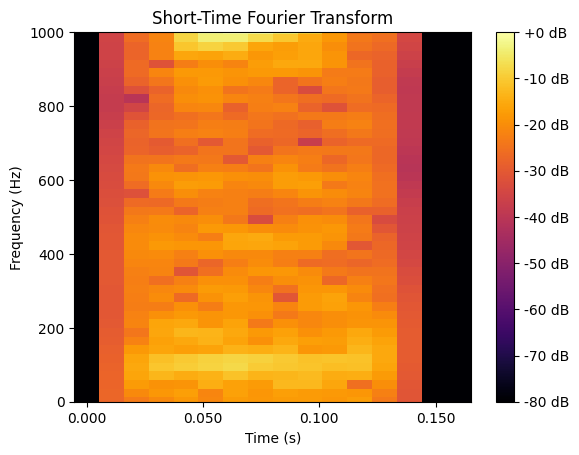 Short-Time Fourier Transform
1000
800
600
400
200
0
Frequency (Hz)
0.000
0.050
0.100
0.150
Time (s)
+0 dB
-10 dB
-20 dB
-30 dB
-40 dB
-50 dB
-60 dB
-70 dB
-80 dB